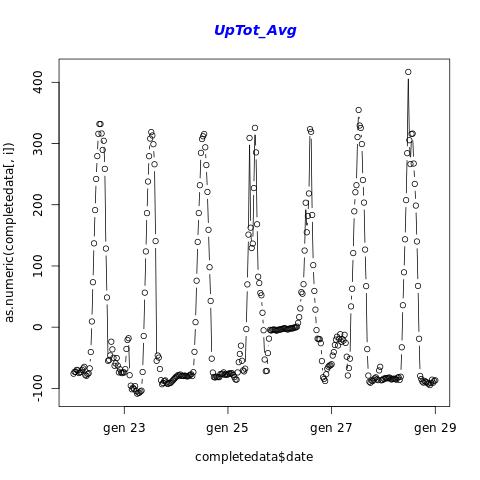 UpTot_Avg
as.numeric(completedata[, i])
400
300
200
100
0
-100
gen 23
gen 25
gen 27
gen 29
completedata$date